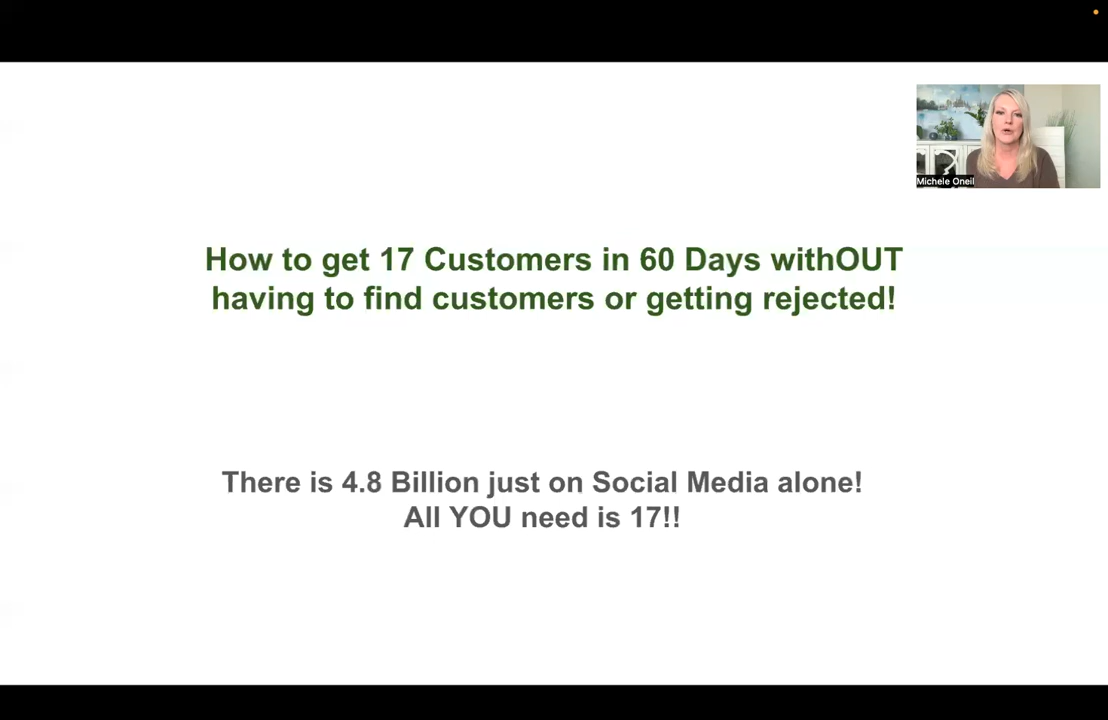 Michele Oneil
How to get 17 Customers in 60 Days withOUT
having to find customers or getting rejected!
There is 4.8 Billion just on Social Media alone!
All YOU need is 17!!